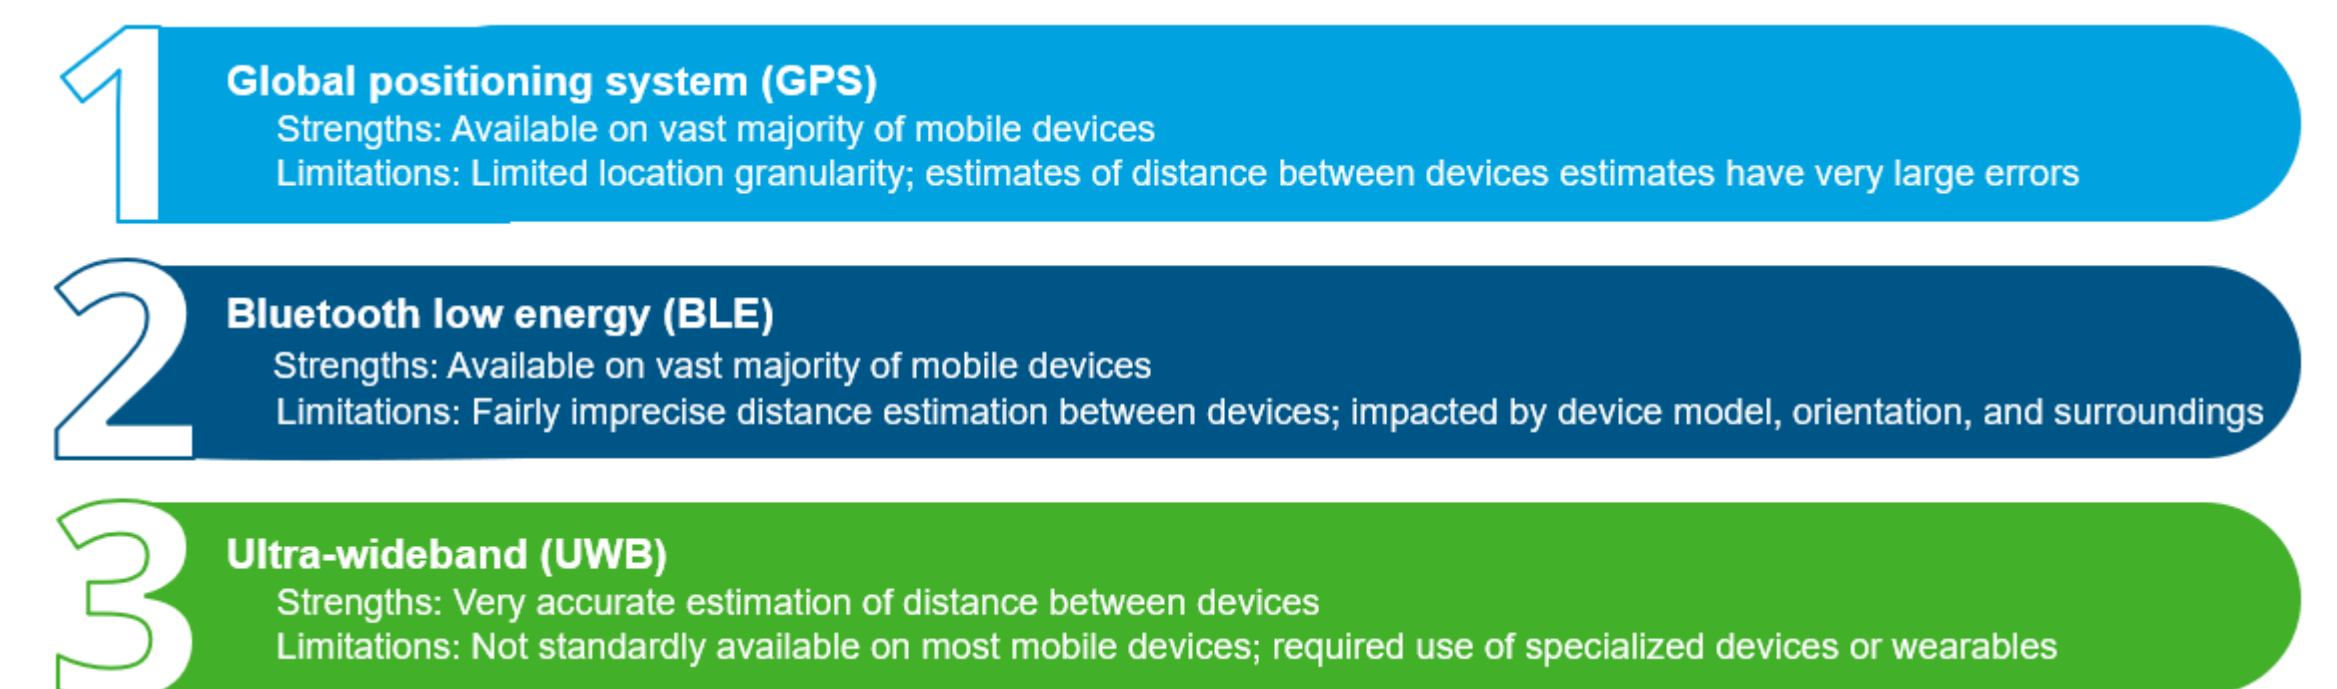 1
Global positioning system (GPS)
Strengths: Available on vast majority of mobile devices
Limitations: Limited location granularity; estimates of distance between devices estimates have very large errors
2
Bluetooth low energy (BLE)
Strengths: Available on vast majority of mobile devices
Limitations: Fairly imprecise distance estimation between devices; impacted by device model, orientation, and surroundings
3
Ultra-wideband (UWB)
Strengths: Very accurate estimation of distance between devices
Limitations: Not standardly available on most mobile devices; required use of specialized devices or wearables